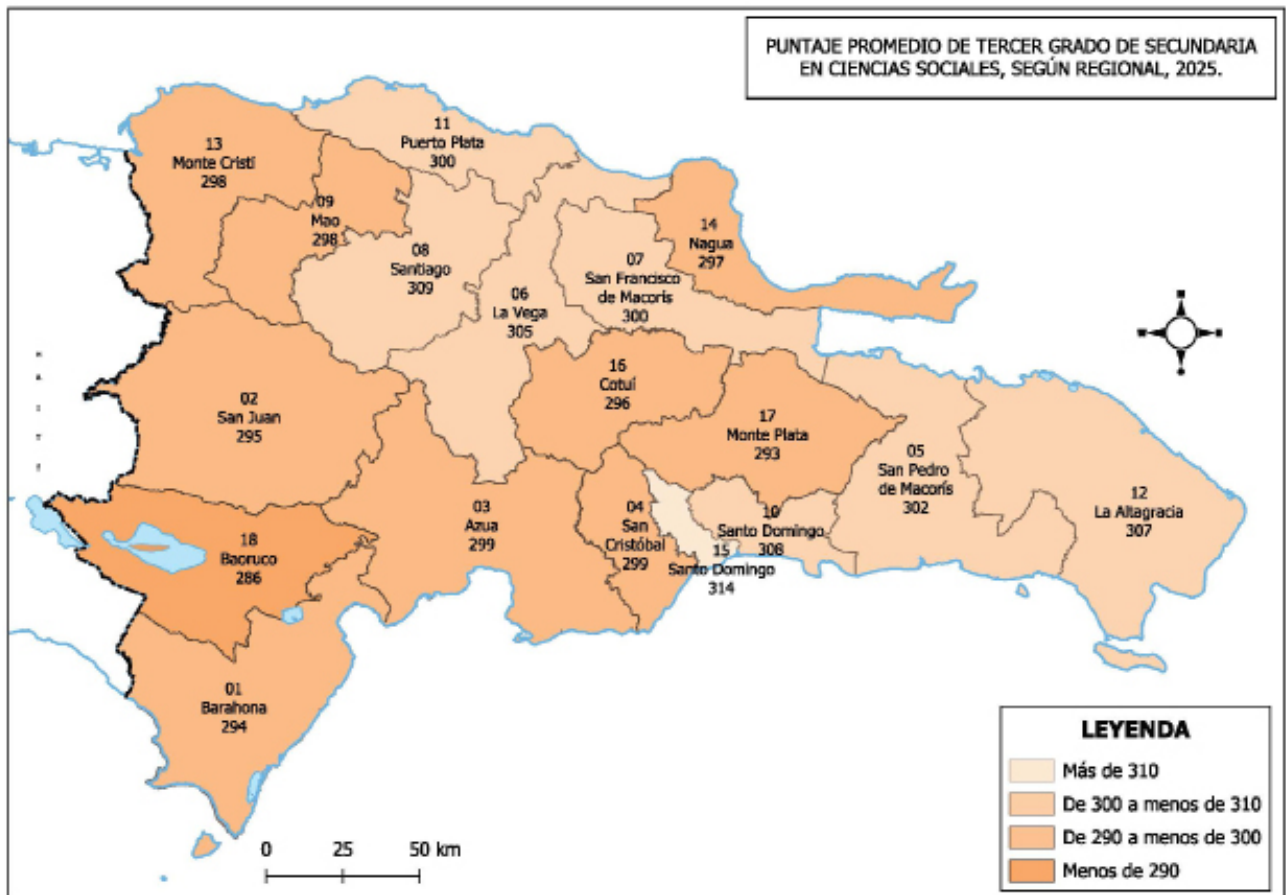 PUNTAJE PROMEDIO DE TERCER GRADO DE SECUNDARIA
EN CIENCIAS SOCIALES, SEGÚN REGIONAL, 2025.
11
Puerto Plata
300
13
Monte Cristi
298
09
Mao
298
14
Nagua
297
08
Santiago
309
07
San Francisco
de Macorís
300
06
La Vega
305
16
Cotuí
296
02
San Juan
295
17
Monte Plata
293
05
San Pedro
de Macorís
302
12
La Altagracia
307
03
Azua
299
04
San
Cristóbal
299
10
Santo Domingo
308
15
Santo Domingo
314
18
Baoruco
286
01
Barahona
294
LEYENDA
Más de 310
De 300 a menos de 310
De 290 a menos de 300
Menos de 290
0 25 50 km